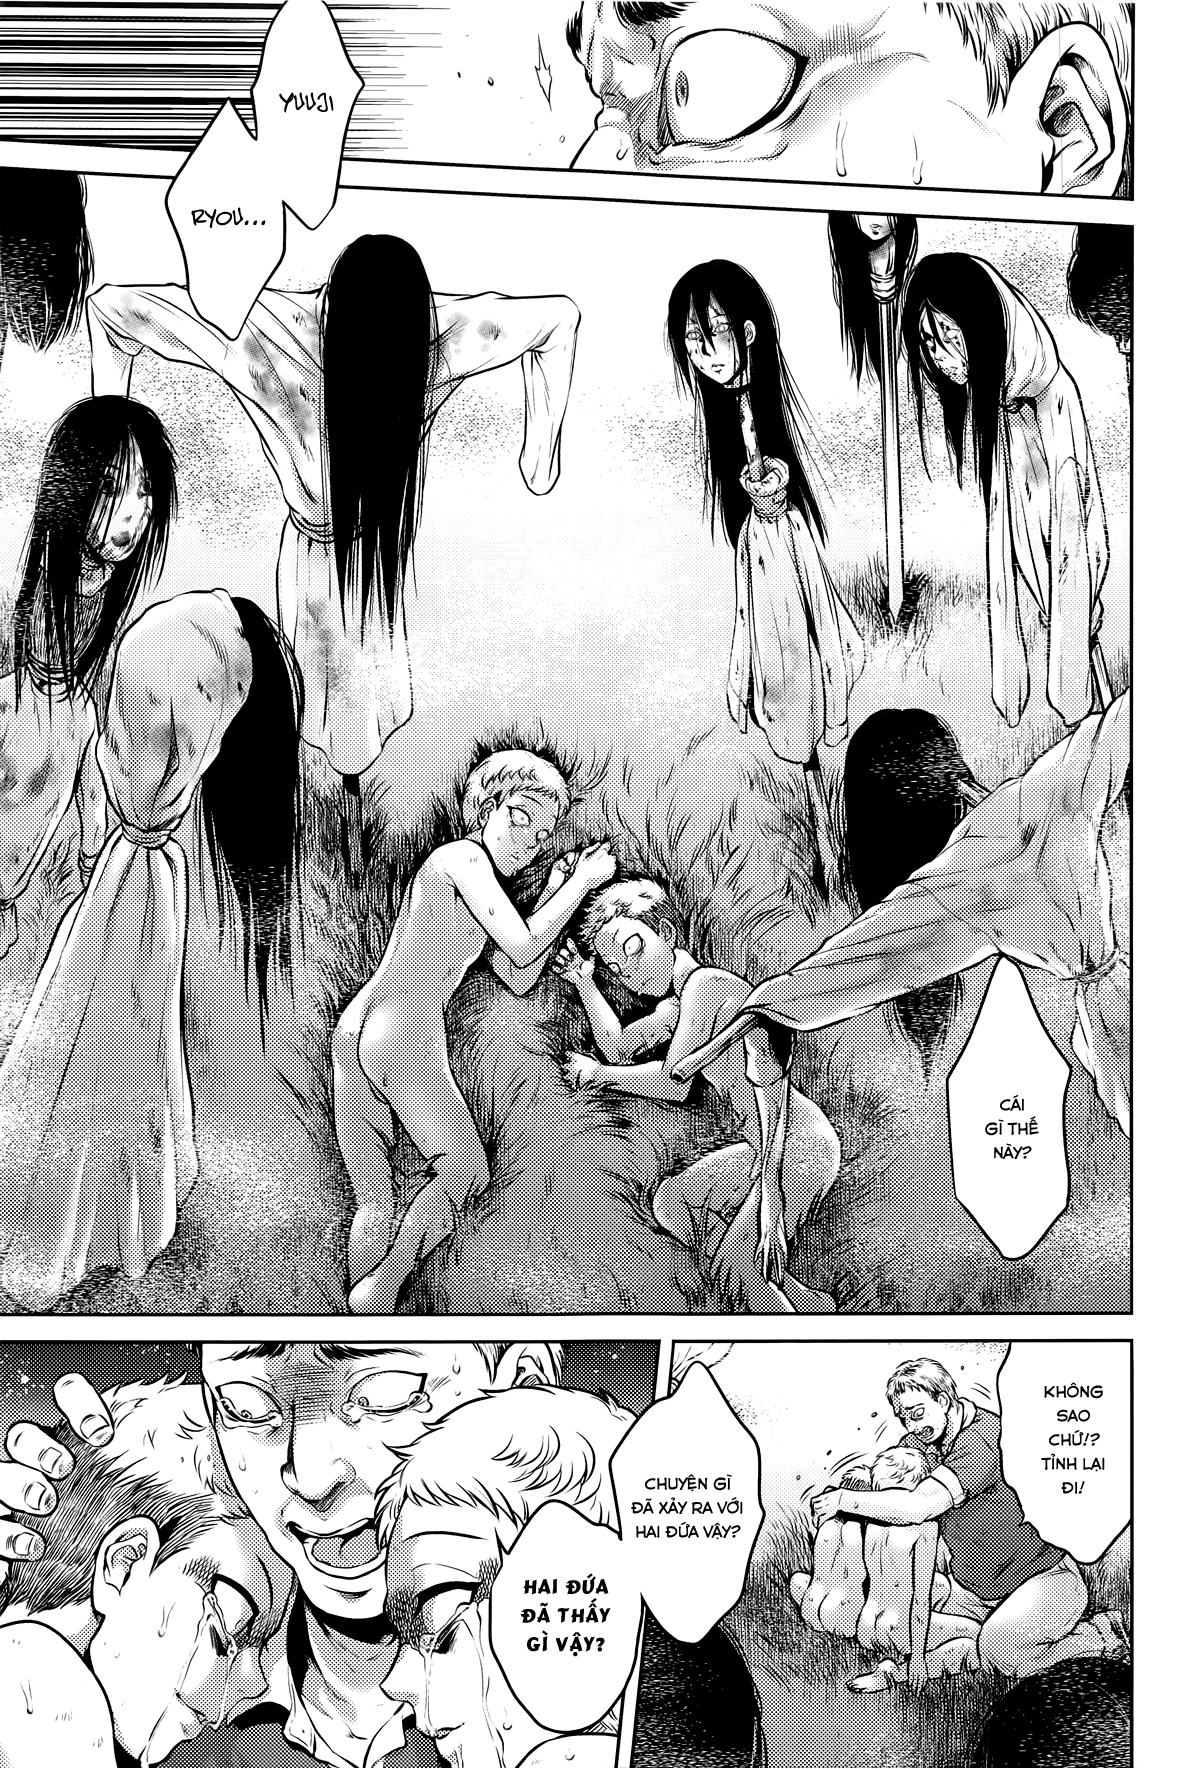 YUUJI
RYOU...
CÁI
GÌ THẾ
NÀY?
KHÔNG
SAO
CHỨ!?
TỈNH LẠI
ĐI!
CHUYỆN GÌ
ĐÃ XẢY RA VỚI
HAI ĐỨA VẬY?
HAI ĐỨA
ĐÃ THẤY
GÌ VẬY?